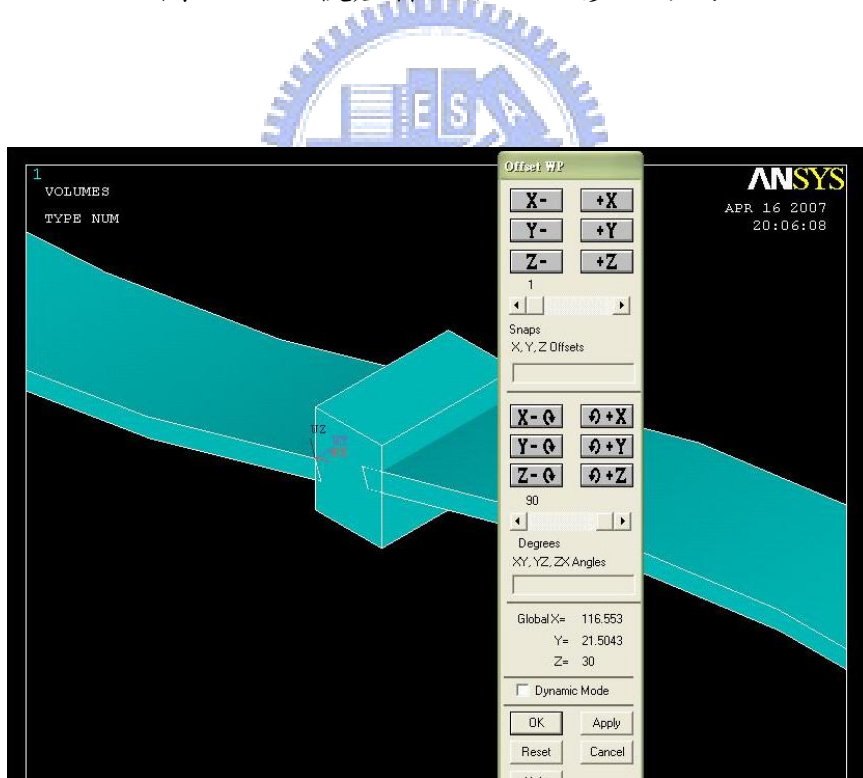 ESA
1
VOLUMES
TYPE NUM
ANSYS
APR 16 2007
20:06:08
Offset WP
X- +X
Y- +Y
Z- +Z
1
Snaps
X, Y, Z Offsets
X- +X
Y- +Y
Z- +Z
90
Degrees
XY, YZ, ZX Angles
Global X= 116.553
Y= 21.5043
Z= 30
Dynamic Mode
OK Apply
Reset Cancel